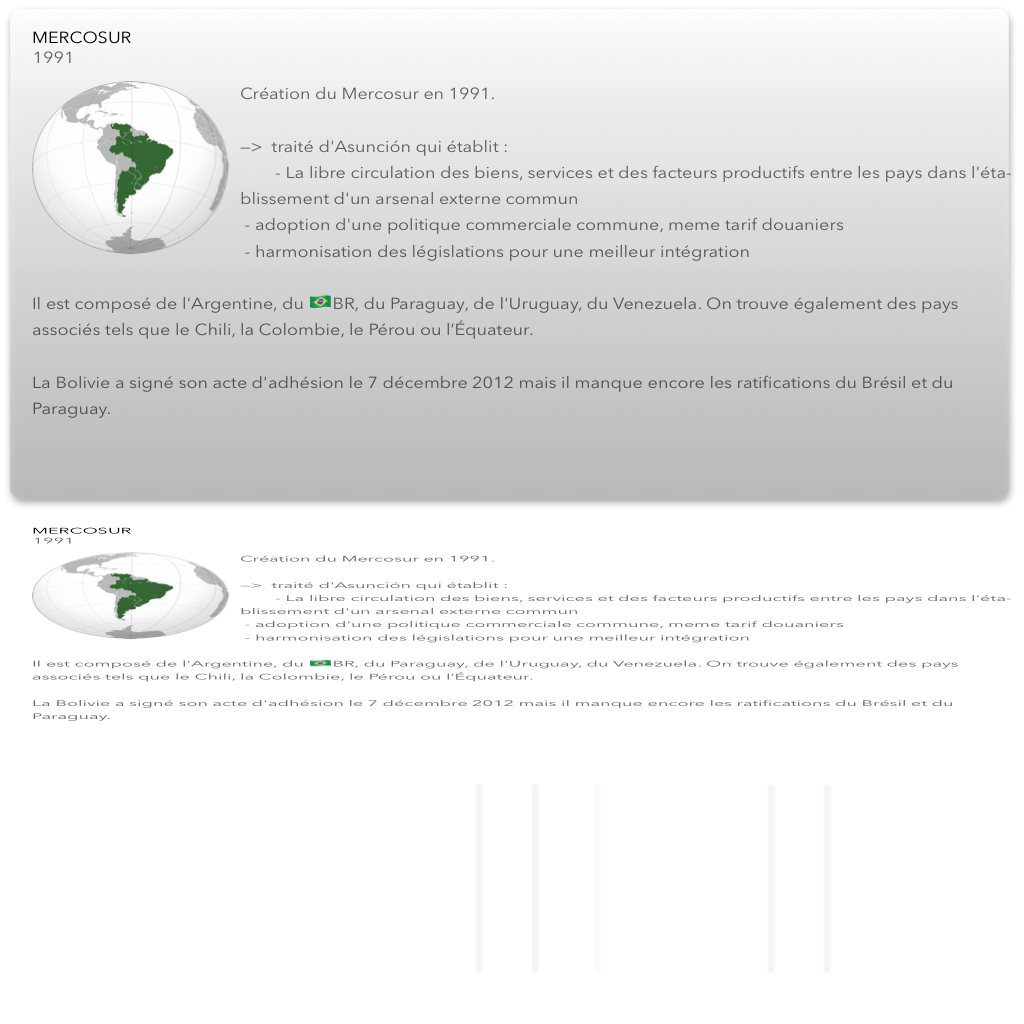 MERCOSUR
1991
Création du Mercosur en 1991.
—> traité d'Asunción qui établit :
- La libre circulation des biens, services et des facteurs productifs entre les pays dans l'éta-
blissement d'un arsenal externe commun
- adoption d'une politique commerciale commune, meme tarif douaniers
- harmonisation des législations pour une meilleur intégration
Il est composé de l'Argentine, du 🇧🇷BR, du Paraguay, de l'Uruguay, du Venezuela. On trouve également des pays
associés tels que le Chili, la Colombie, le Pérou ou l’Équateur.
La Bolivie a signé son acte d'adhésion le 7 décembre 2012 mais il manque encore les ratifications du Brésil et du
Paraguay.
MERCOSUR
1991
Création du Mercosur en 1991.
—> traité d'Asunción qui établit :
- La libre circulation des biens, services et des facteurs productifs entre les pays dans l'éta-
blissement d'un arsenal externe commun
- adoption d'une politique commerciale commune, meme tarif douaniers
- harmonisation des législations pour une meilleur intégration
Il est composé de l'Argentine, du 🇧🇷BR, du Paraguay, de l'Uruguay, du Venezuela. On trouve également des pays
associés tels que le Chili, la Colombie, le Pérou ou l’Équateur.
La Bolivie a signé son acte d'adhésion le 7 décembre 2012 mais il manque encore les ratifications du Brésil et du
Paraguay.